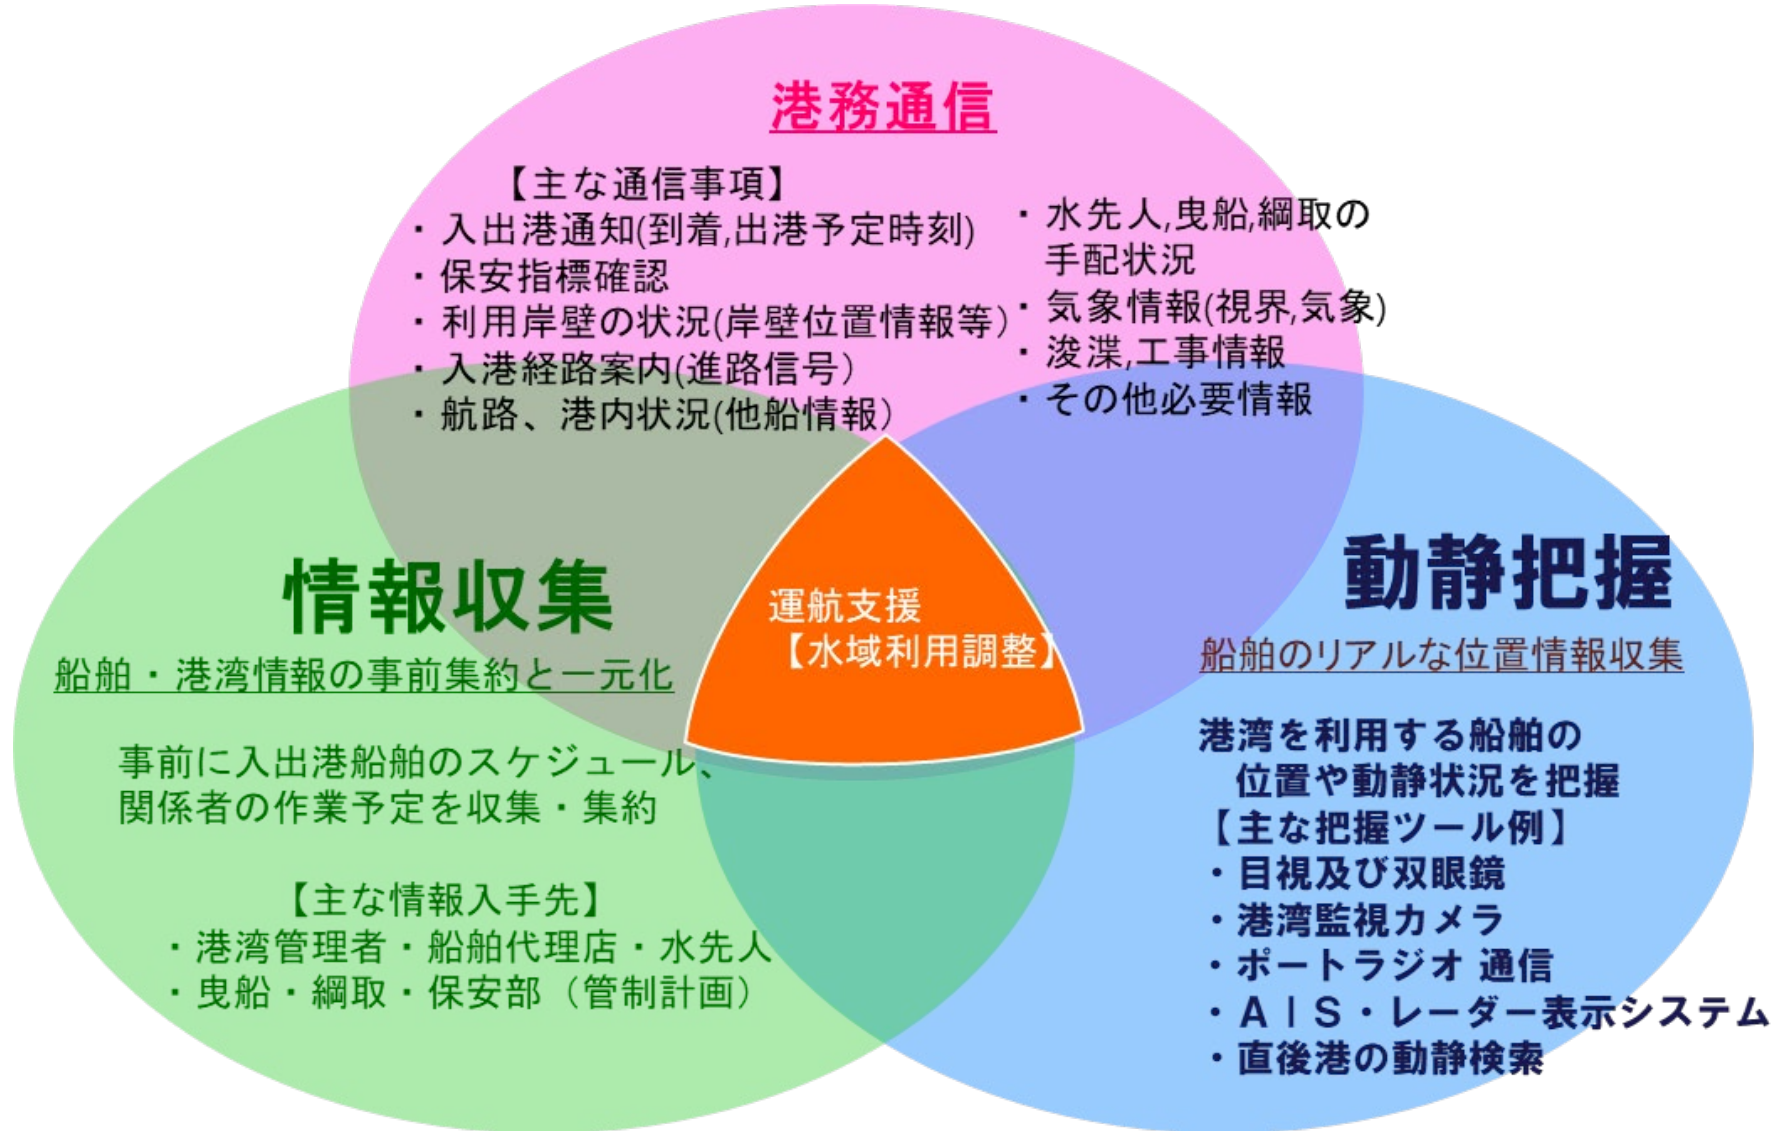 港務通信
【主な通信事項】
・入出港通知(到着,出港予定時刻)
・保安指標確認
・利用岸壁の状況(岸壁位置情報等）
・入港経路案内(進路信号）
・航路、港内状況(他船情報）
・水先人,曳船,綱取の
手配状況
・気象情報(視界,気象)
・浚渫,工事情報
・その他必要情報
情報収集
船舶・港湾情報の事前集約と一元化
事前に入出港船舶のスケジュール、
関係者の作業予定を収集・集約
【主な情報入手先】
・港湾管理者・船舶代理店・水先人
・曳船・綱取・保安部（管制計画）
運航支援
【水域利用調整】
動静把握
船舶のリアルな位置情報収集
港湾を利用する船舶の
位置や動静状況を把握
【主な把握ツール例】
・目視及び双眼鏡
・港湾監視カメラ
・ポートラジオ 通信
・ＡＩＳ・レーダー表示システム
・直後港の動静検索